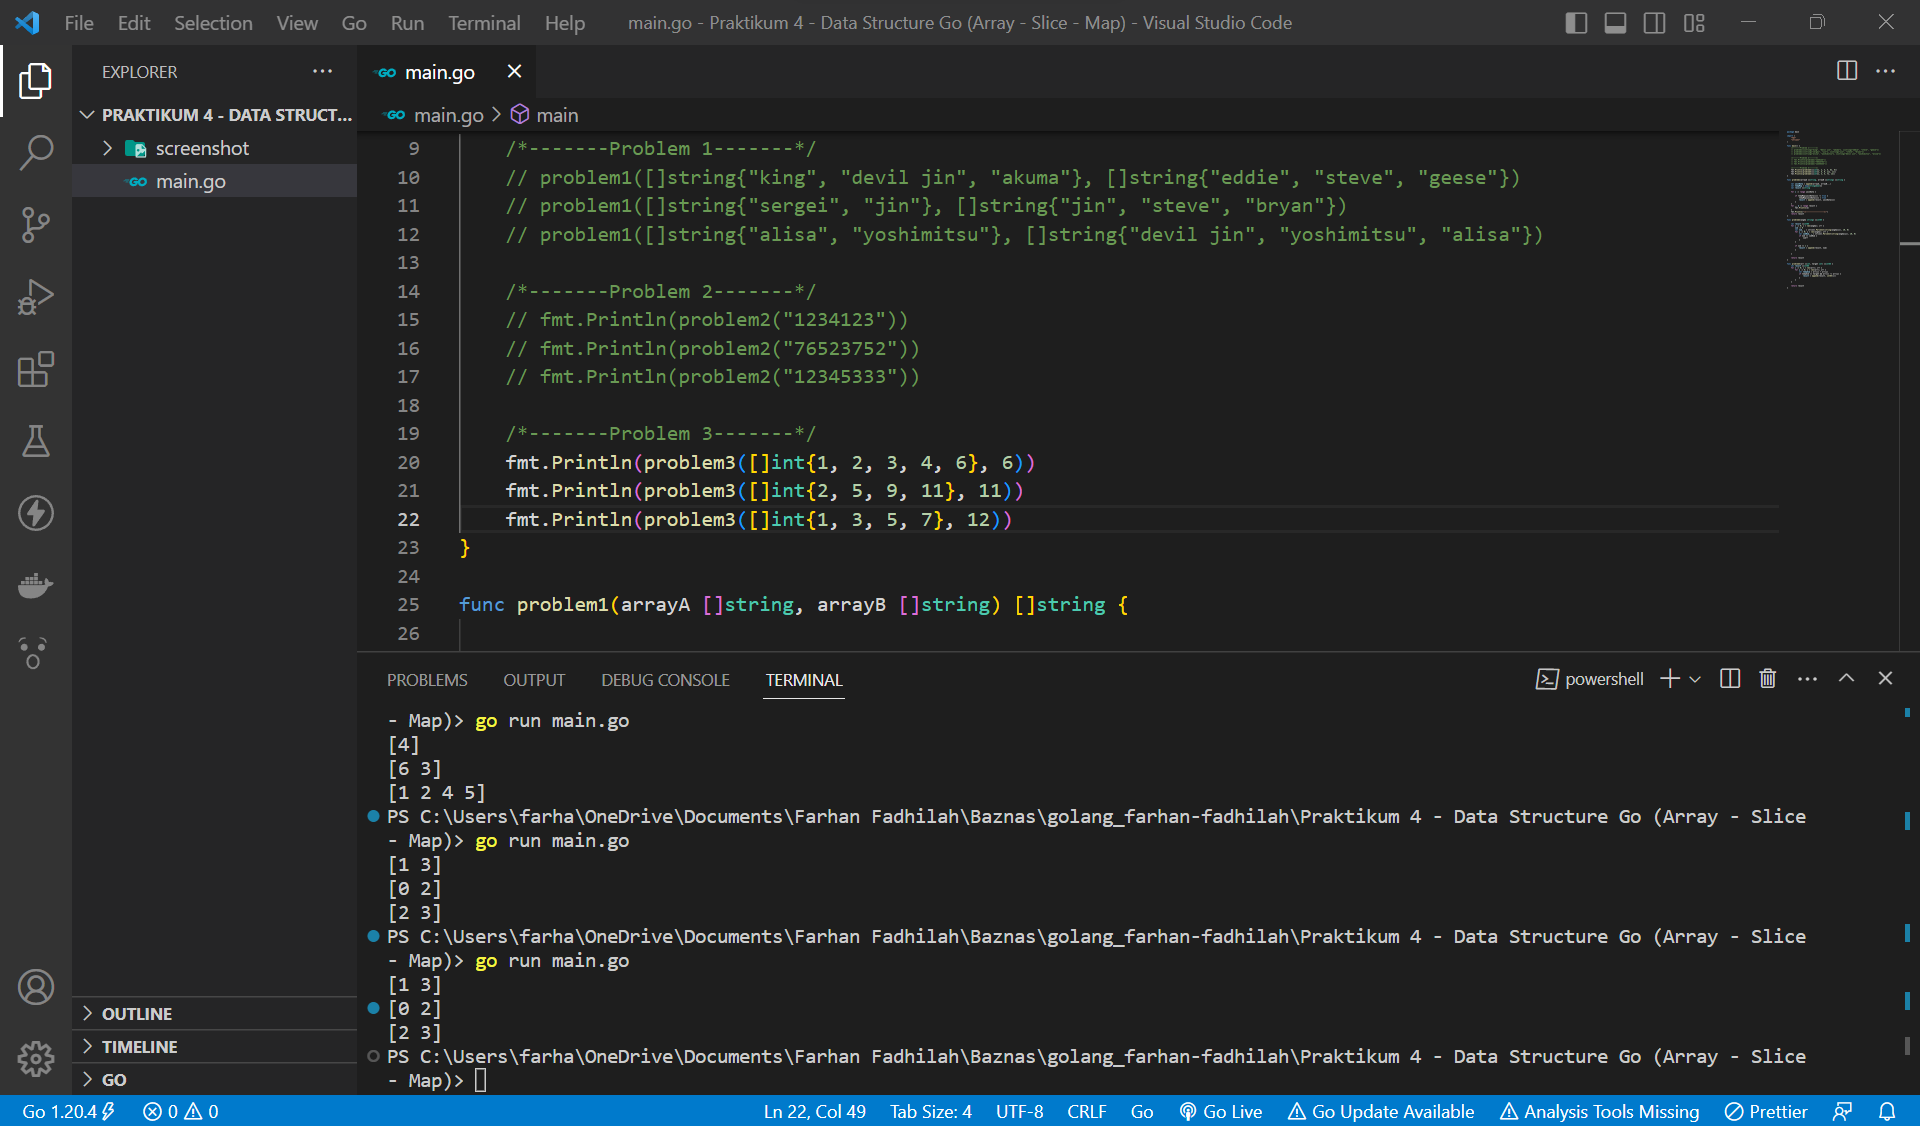 File Edit Selection View Go Run Terminal Help
main.go - Praktikum 4 - Data Structure Go (Array - Slice - Map) - Visual Studio Code
EXPLORER
PRAKTIKUM 4 - DATA STRUCT...
screenshot
main.go
OUTLINE
TIMELINE
GO
GO main.go
GO main.go > main
9 /*-------Problem 1-------*/
10 // problem1([]string{"king", "devil jin", "akuma"}, []string{"eddie", "steve", "geese"})
11 // problem1([]string{"sergei", "jin"}, []string{"jin", "steve", "bryan"})
12 // problem1([]string{"alisa", "yoshimitsu"}, []string{"devil jin", "yoshimitsu", "alisa"})
13
14 /*-------Problem 2-------*/
15 // fmt.Println(problem2("1234123"))
16 // fmt.Println(problem2("76523752"))
17 // fmt.Println(problem2("12345333"))
18
19 /*-------Problem 3-------*/
20 fmt.Println(problem3([]int{1, 2, 3, 4, 6}, 6))
21 fmt.Println(problem3([]int{2, 5, 9, 11}, 11))
22 fmt.Println(problem3([]int{1, 3, 5, 7}, 12))
23 }
24
25 func problem1(arrayA []string, arrayB []string) []string {
26
PROBLEMS OUTPUT DEBUG CONSOLE TERMINAL
powershell
- Map)> go run main.go
[4]
[6 3]
[1 2 4 5]
PS C:\Users\farha\OneDrive\Documents\Farhan Fadhilah\Baznas\golang_farhan-fadhilah\Praktikum 4 - Data Structure Go (Array - Slice
- Map)> go run main.go
[1 3]
[0 2]
[2 3]
PS C:\Users\farha\OneDrive\Documents\Farhan Fadhilah\Baznas\golang_farhan-fadhilah\Praktikum 4 - Data Structure Go (Array - Slice
- Map)> go run main.go
[1 3]
[0 2]
[2 3]
PS C:\Users\farha\OneDrive\Documents\Farhan Fadhilah\Baznas\golang_farhan-fadhilah\Praktikum 4 - Data Structure Go (Array - Slice
- Map)>
Go 1.20.4 0 0 Ln 22, Col 49 Tab Size: 4 UTF-8 CRLF Go Go Live Go Update Available Analysis Tools Missing Prettier